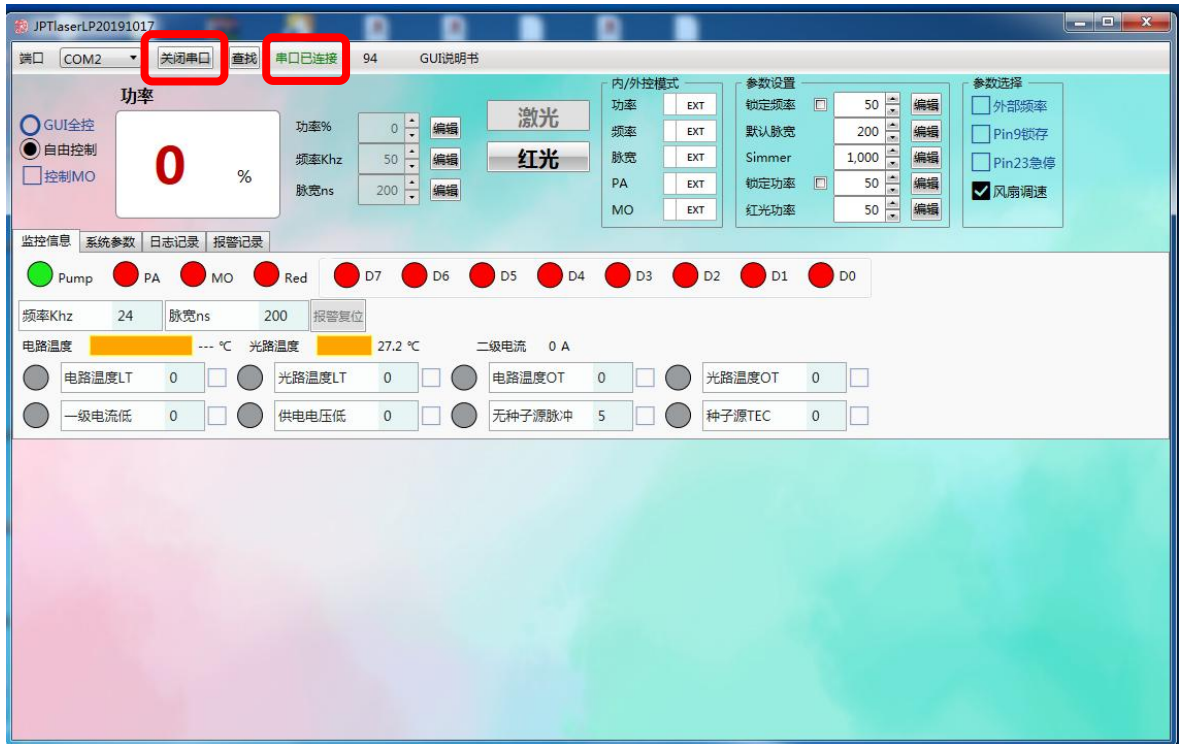 JPTlaserLP20191017
端口 COM2 关闭串口 查找 串口已连接 94 GUI说明书
功率
GUI全控
自由控制
控制MO
0 %
功率% 0 编辑
频率Khz 50 编辑
脉宽ns 200 编辑
激光
红光
内/外控模式
功率 EXT
频率 EXT
脉宽 EXT
PA EXT
MO EXT
参数设置
锁定频率 50 编辑
默认脉宽 200 编辑
Simmer 1,000 编辑
锁定功率 50 编辑
红光功率 50 编辑
参数选择
外部频率
Pin9锁存
Pin23急停
风扇调速
监控信息 系统参数 日志记录 报警记录
Pump PA MO Red D7 D6 D5 D4 D3 D2 D1 D0
频率Khz 24 脉宽ns 200 报警复位
电路温度 --- ℃ 光路温度 27.2 ℃ 二级电流 0 A
电路温度LT 0 光路温度LT 0 电路温度OT 0 光路温度OT 0
一级电流低 0 供电电压低 0 无种子源脉冲 5 种子源TEC 0